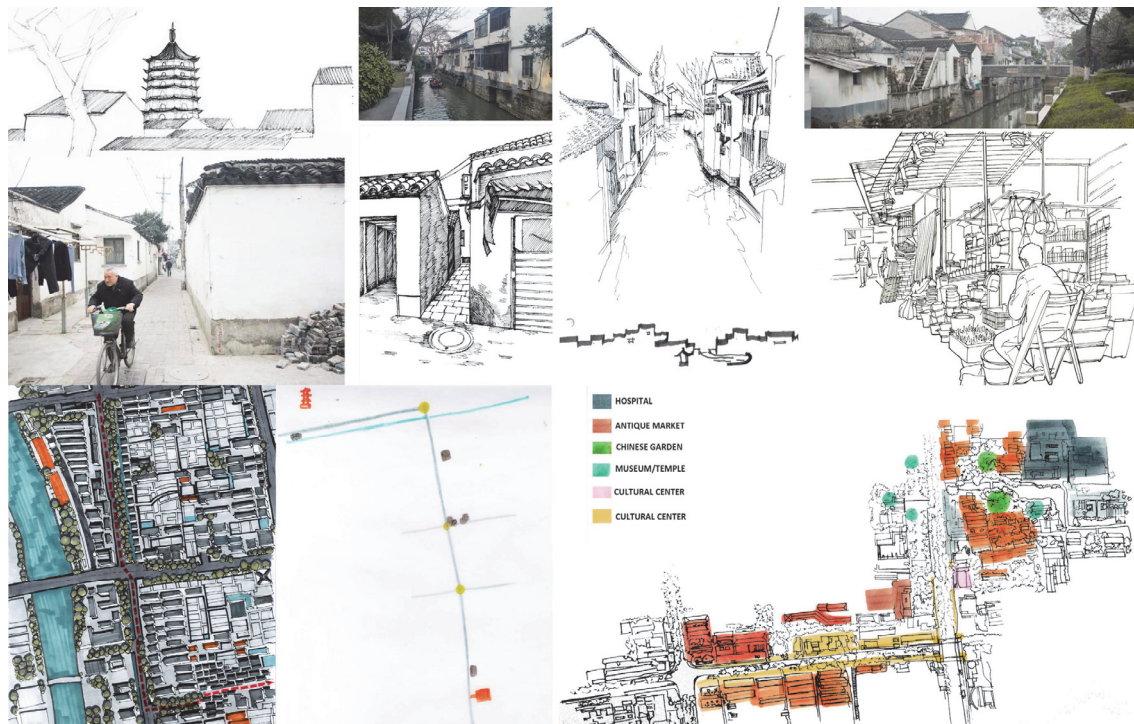 HOSPITAL
ANTIQUE MARKET
CHINESE GARDEN
MUSEUM/TEMPLE
CULTURAL CENTER
CULTURAL CENTER